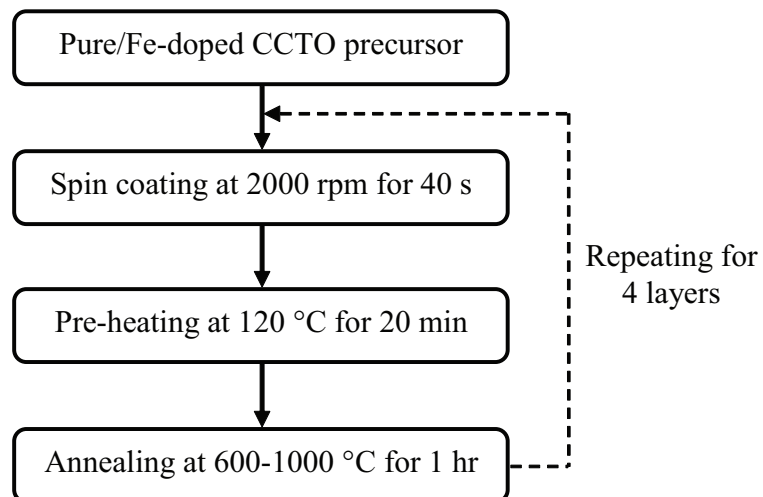 Pure/Fe-doped CCTO precursor
Spin coating at 2000 rpm for 40 s
Repeating for
4 layers
Pre-heating at 120 °C for 20 min
Annealing at 600-1000 °C for 1 hr